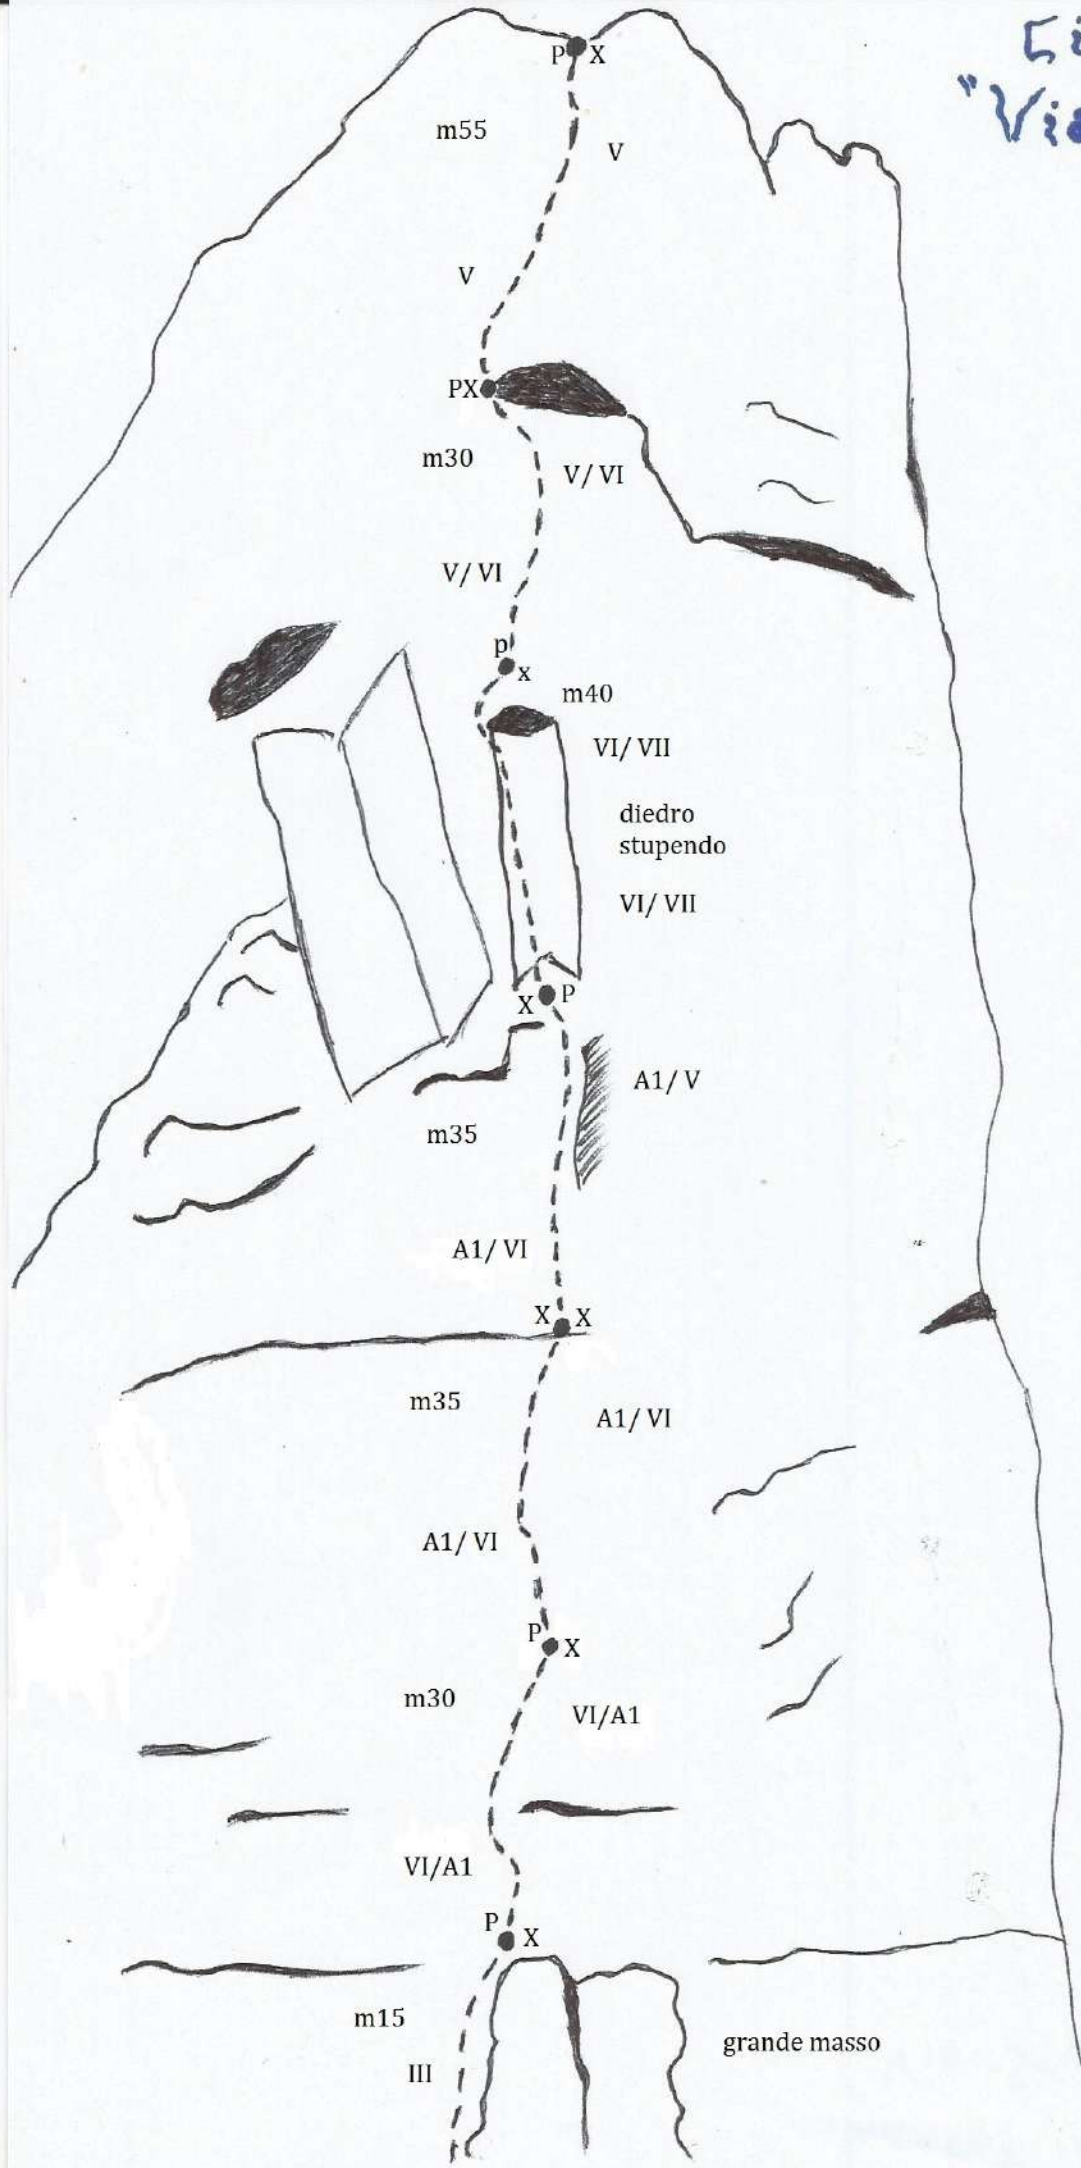 P X
m55
V
V
PX
m30
V/ VI
V/ VI
p
x
m40
VI/ VII
diedro
stupendo
VI/ VII
X P
A1/ V
m35
A1/ VI
X X
m35
A1/ VI
A1/ VI
P X
m30
VI/A1
VI/A1
P X
m15
grande masso
III